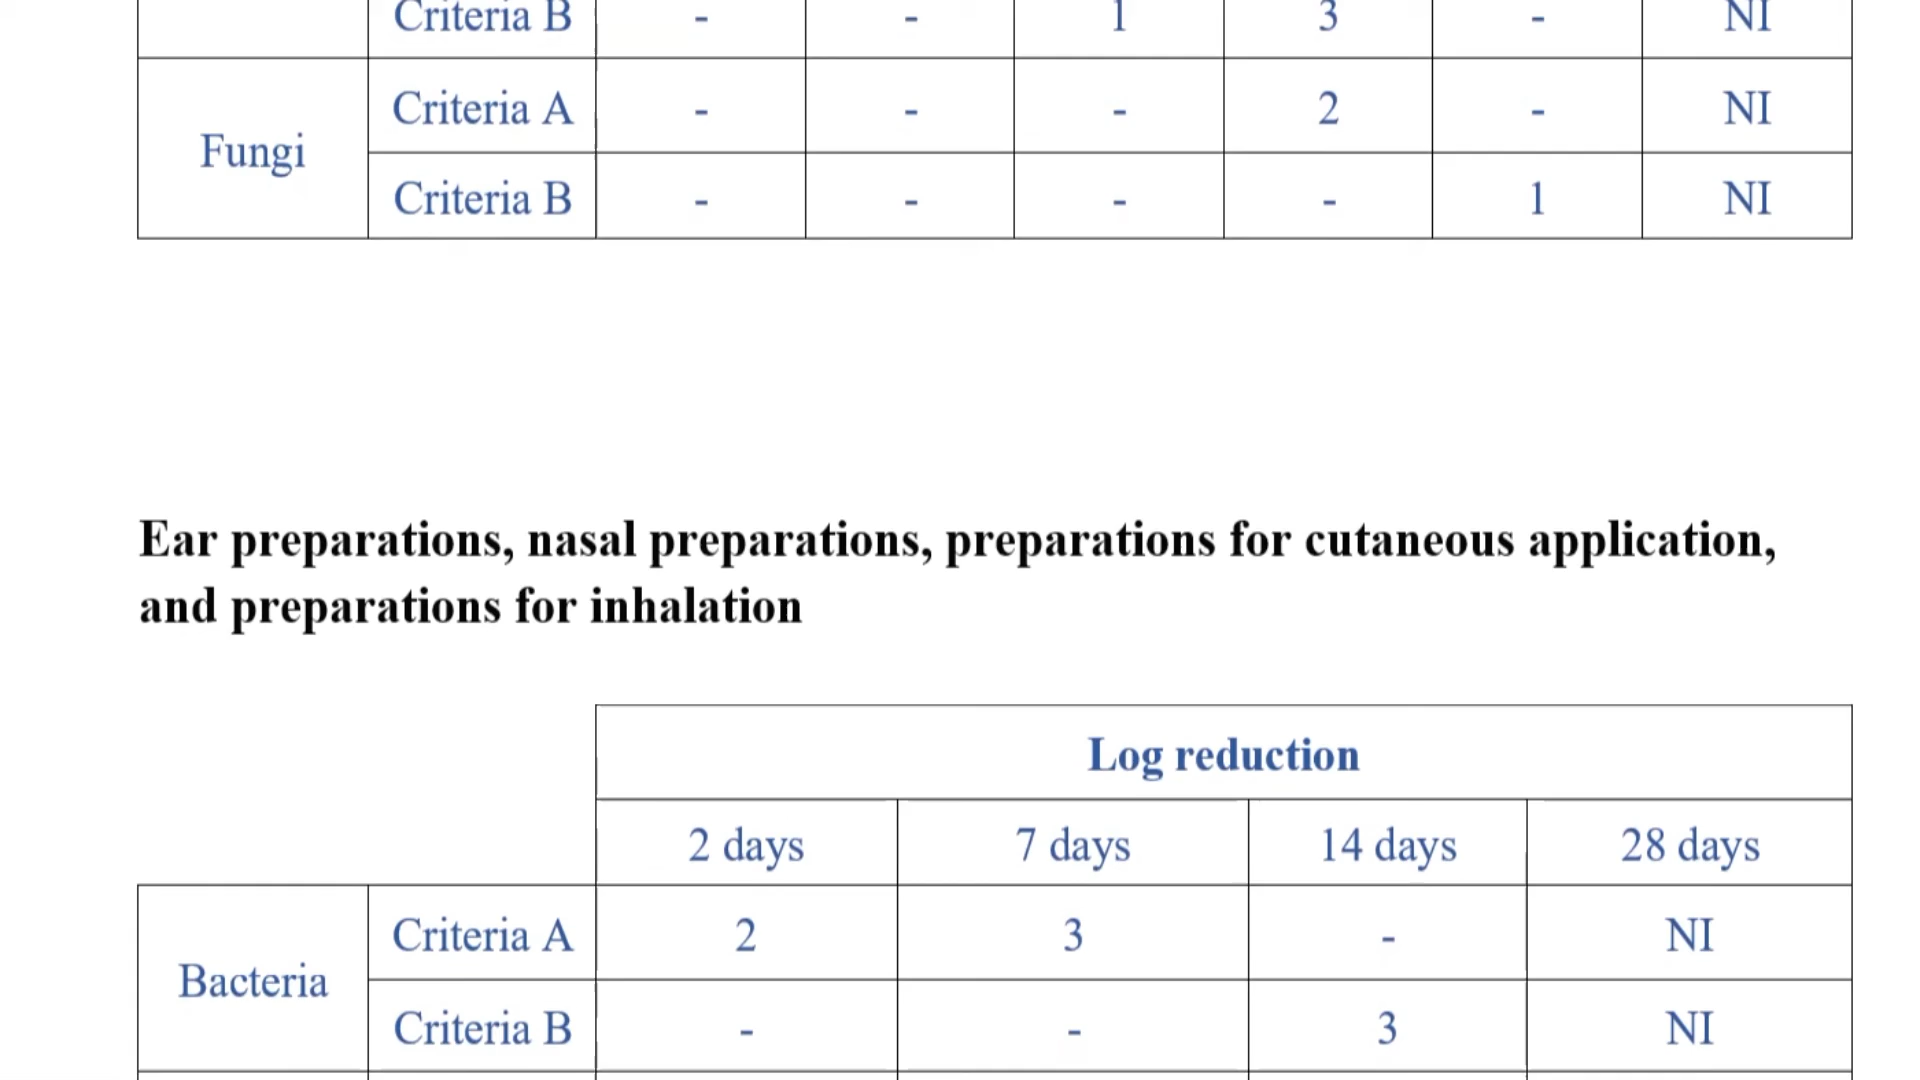 Criteria B - - 1 3 - NI
Fungi
Criteria A - - - 2 - NI
Criteria B - - - - 1 NI
Ear preparations, nasal preparations, preparations for cutaneous application,
and preparations for inhalation
Log reduction
2 days 7 days 14 days 28 days
Bacteria
Criteria A 2 3 - NI
Criteria B - - 3 NI